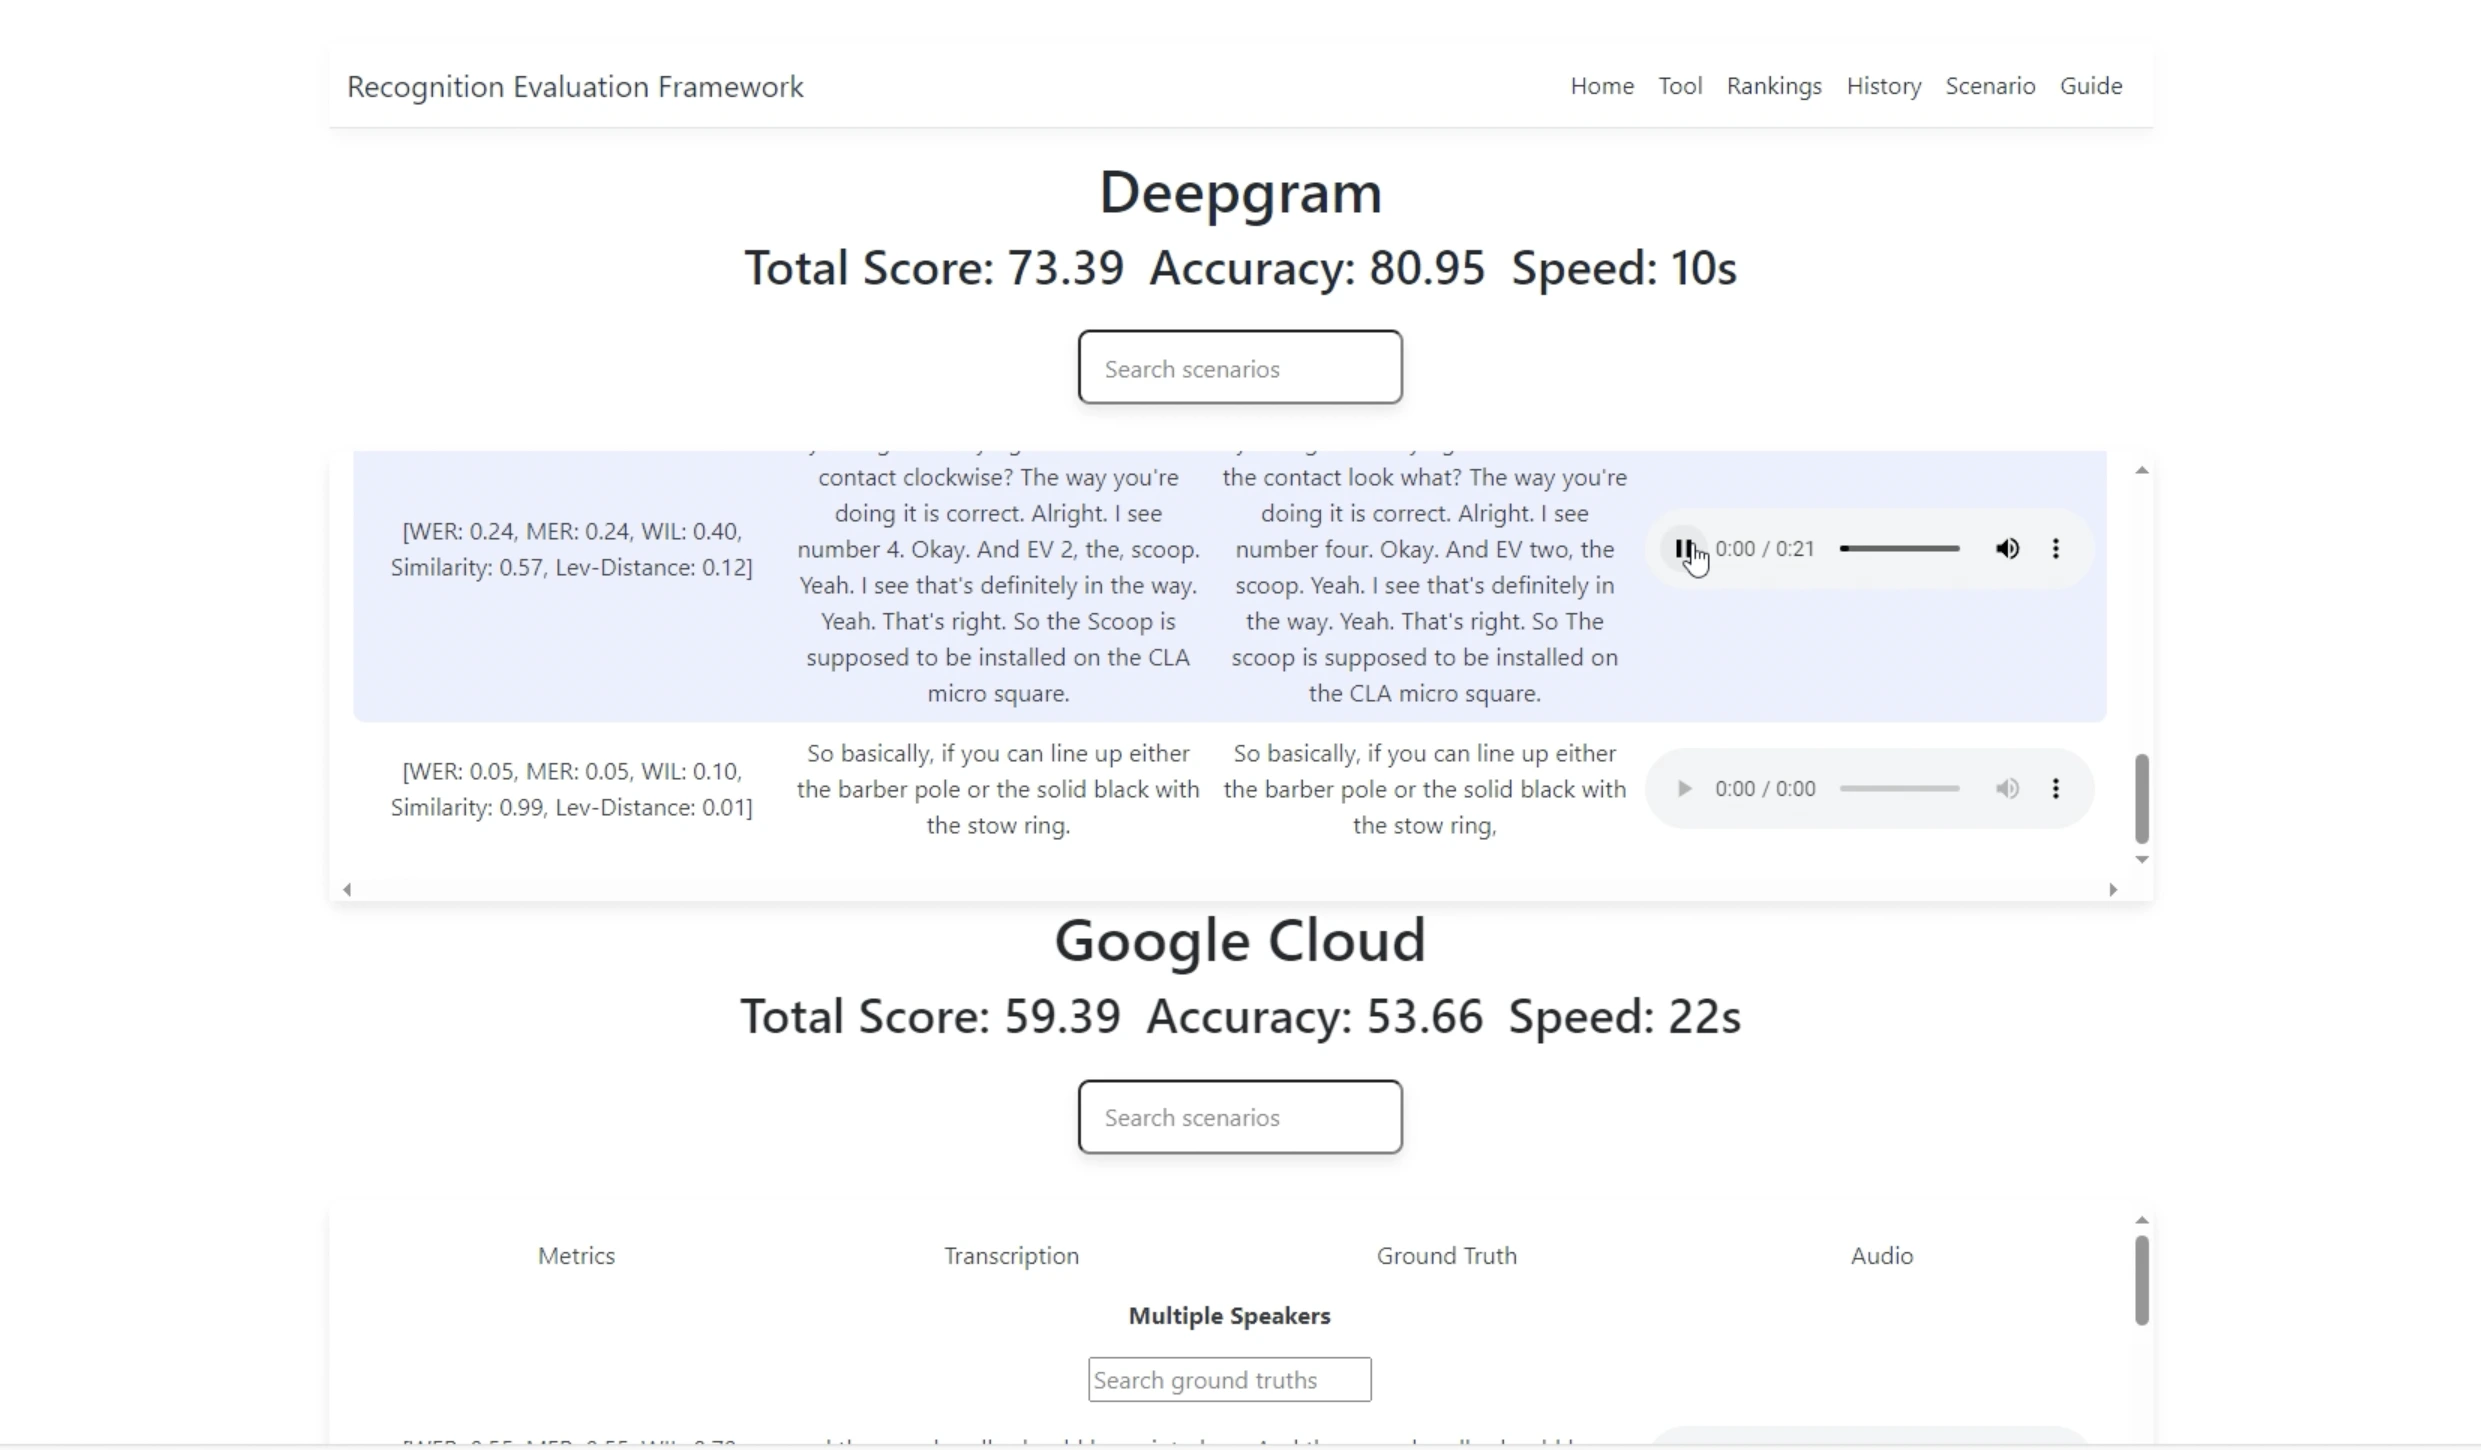 Recognition Evaluation Framework
Home Tool Rankings History Scenario Guide
Deepgram
Total Score: 73.39 Accuracy: 80.95 Speed: 10s
Search scenarios
[WER: 0.24, MER: 0.24, WIL: 0.40,
Similarity: 0.57, Lev-Distance: 0.12]
contact clockwise? The way you're
doing it is correct. Alright. I see
number 4. Okay. And EV 2, the, scoop.
Yeah. I see that's definitely in the way.
Yeah. That's right. So the Scoop is
supposed to be installed on the CLA
micro square.
the contact look what? The way you're
doing it is correct. Alright. I see
number four. Okay. And EV two, the
scoop. Yeah. I see that's definitely in
the way. Yeah. That's right. So The
scoop is supposed to be installed on
the CLA micro square.
0:00 / 0:21
[WER: 0.05, MER: 0.05, WIL: 0.10,
Similarity: 0.99, Lev-Distance: 0.01]
So basically, if you can line up either
the barber pole or the solid black with
the stow ring.
So basically, if you can line up either
the barber pole or the solid black with
the stow ring,
0:00 / 0:00
Google Cloud
Total Score: 59.39 Accuracy: 53.66 Speed: 22s
Search scenarios
Metrics Transcription Ground Truth Audio
Multiple Speakers
Search ground truths